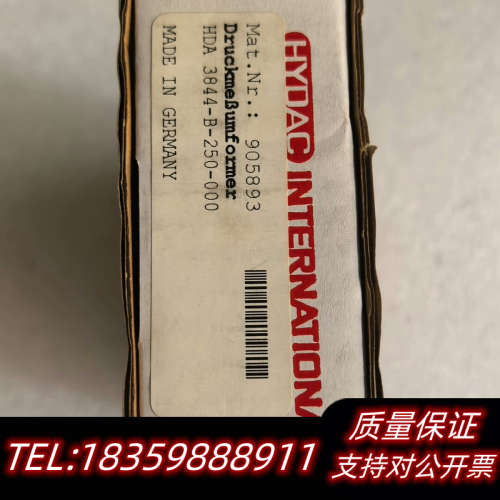 HYDAC INTERNATIONA
Mat.Nr.: 905893
Druckmeßumformer
HDA 3844-B-250-000
MADE IN GERMANY
TEL:18359888911
质量保证
支持对公开票